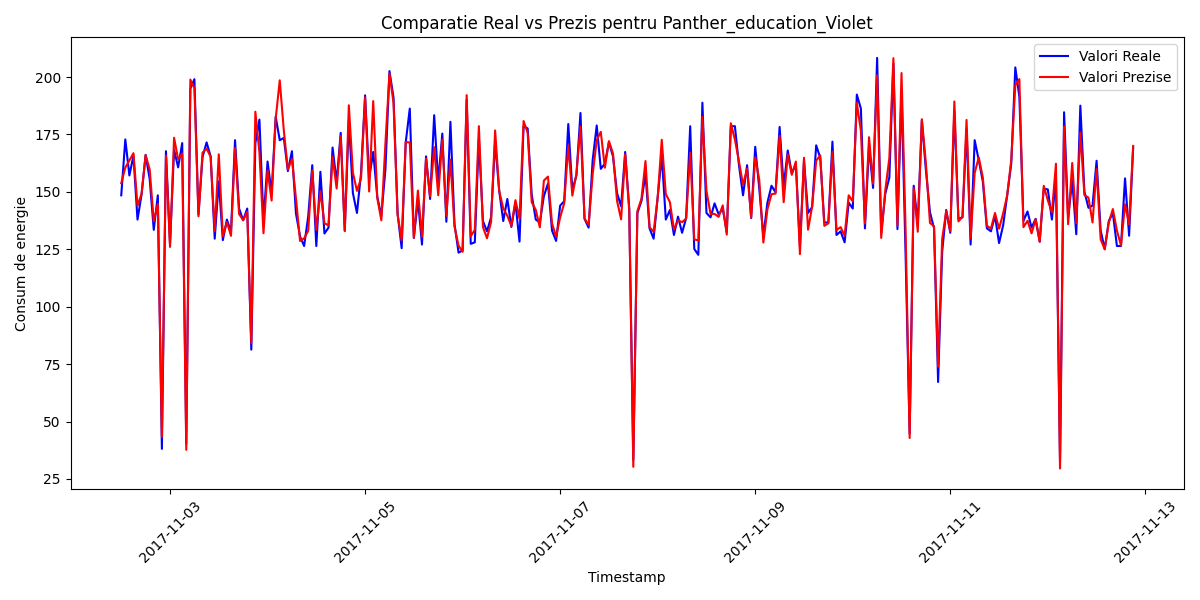 Comparatie Real vs Prezis pentru Panther_education_Violet
Valori Reale
Valori Prezise
Consum de energie
200
175
150
125
100
75
50
25
2017-11-03
2017-11-05
2017-11-07
2017-11-09
2017-11-11
2017-11-13
Timestamp